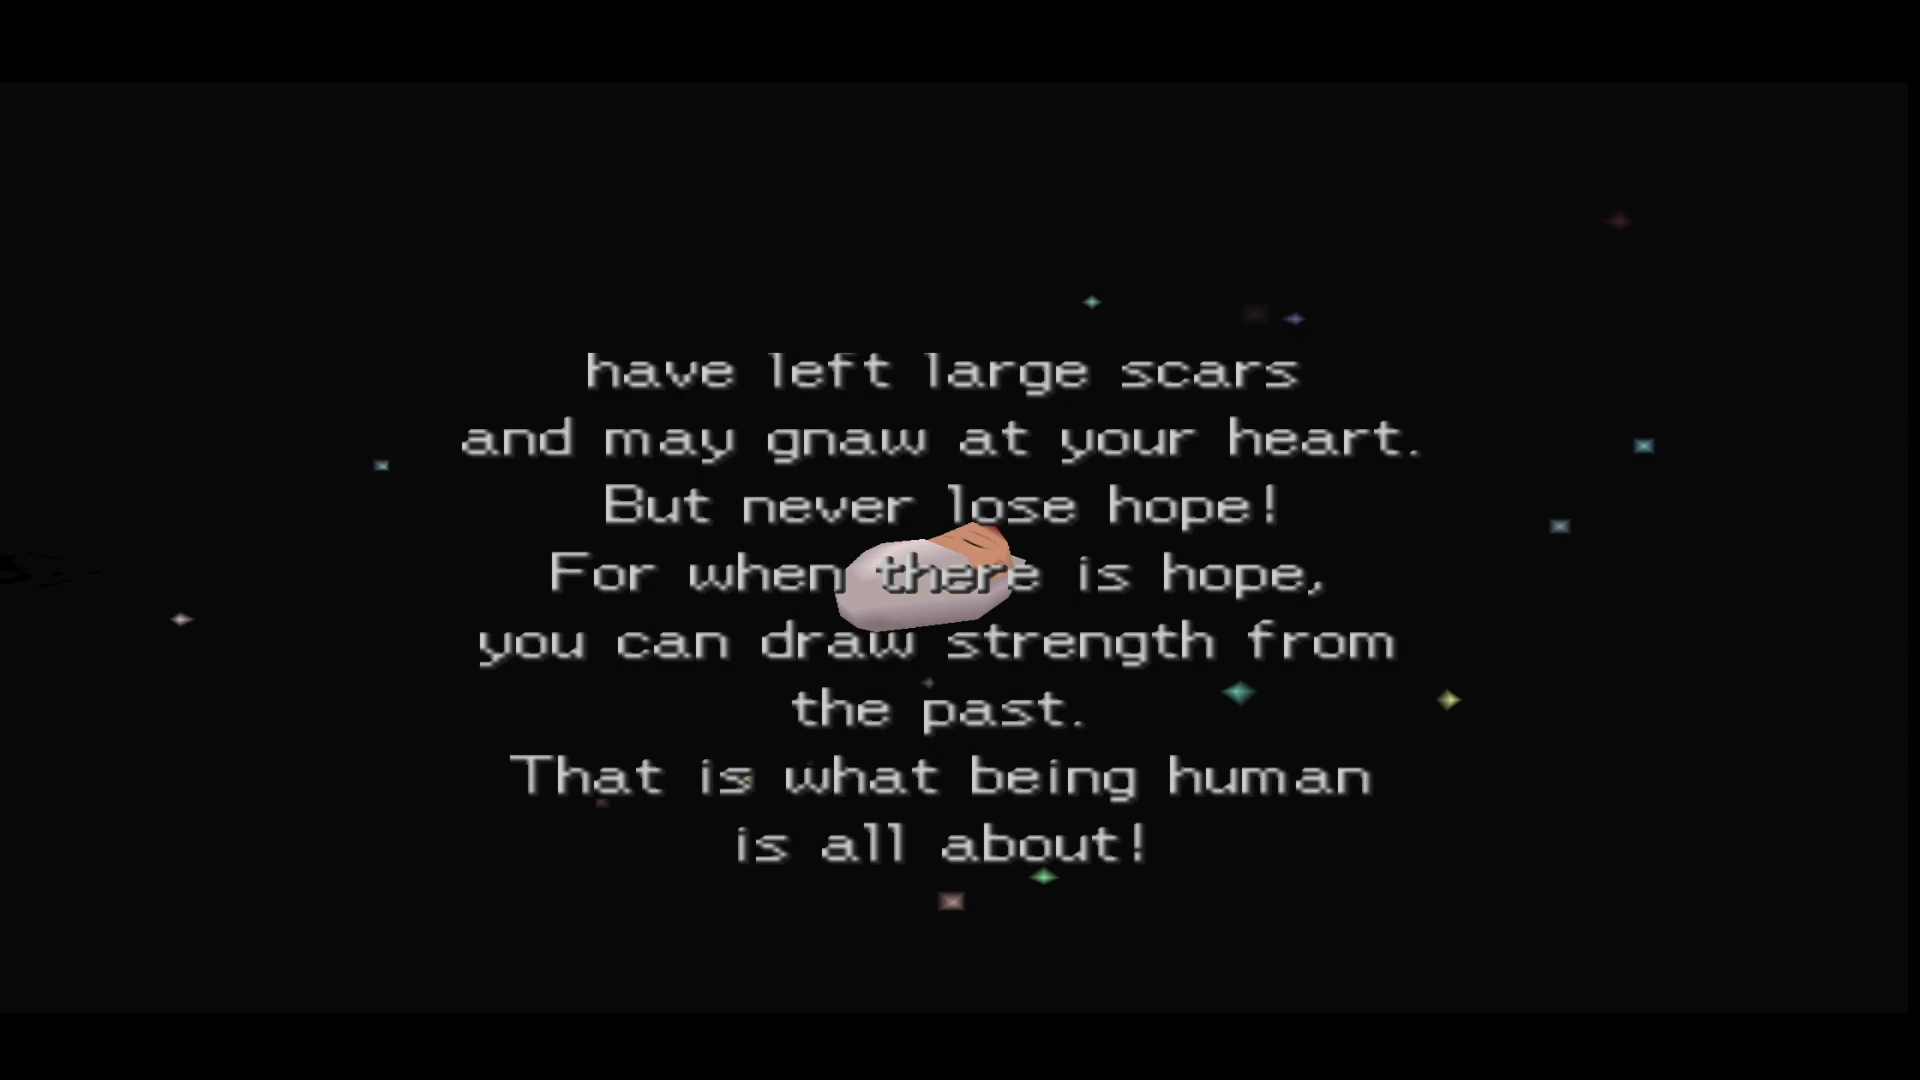 have left large scars
and may gnaw at your heart.
But never lose hope!
For when there is hope,
you can draw strength from
the past.
That is what being human
is all about!